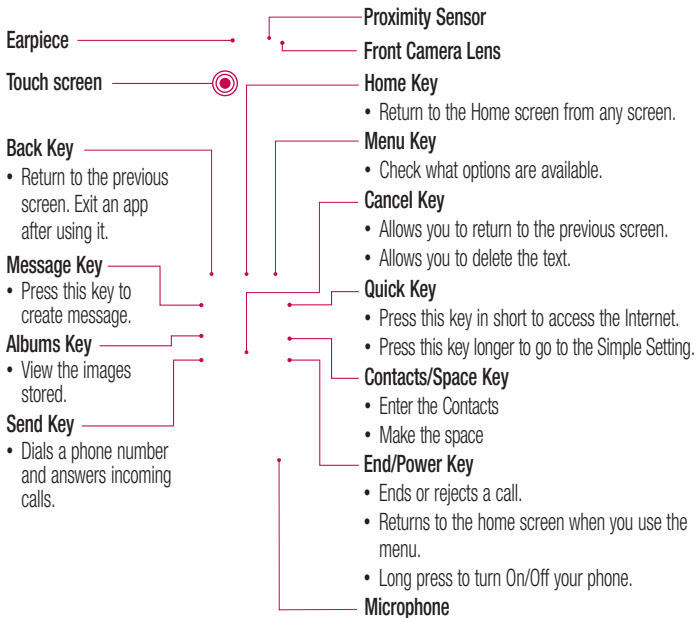 Earpiece
Touch screen
Back Key
• Return to the previous
screen. Exit an app
after using it.
Message Key
• Press this key to
create message.
Albums Key
• View the images
stored.
Send Key
• Dials a phone number
and answers incoming
calls.
Proximity Sensor
Front Camera Lens
Home Key
• Return to the Home screen from any screen.
Menu Key
• Check what options are available.
Cancel Key
• Allows you to return to the previous screen.
• Allows you to delete the text.
Quick Key
• Press this key in short to access the Internet.
• Press this key longer to go to the Simple Setting.
Contacts/Space Key
• Enter the Contacts
• Make the space
End/Power Key
• Ends or rejects a call.
• Returns to the home screen when you use the
menu.
• Long press to turn On/Off your phone.
Microphone